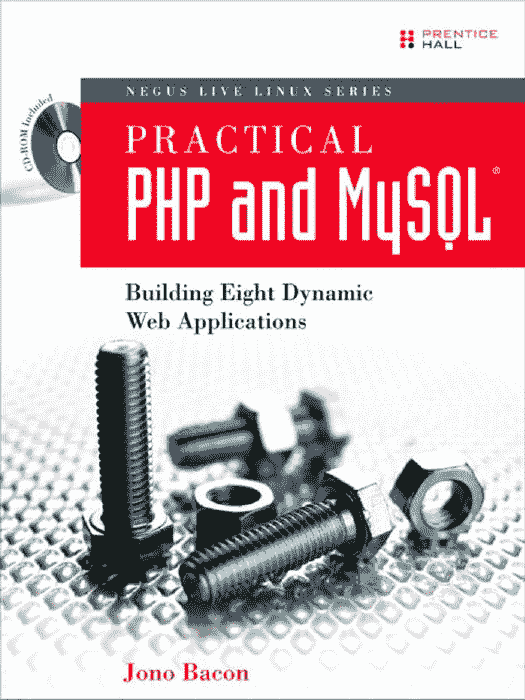 PRENTICE
HALL
NEGUS LIVE LINUX SERIES
CD-ROM Included
PRACTICAL
PHP and MySQL®
Building Eight Dynamic
Web Applications
Jono Bacon